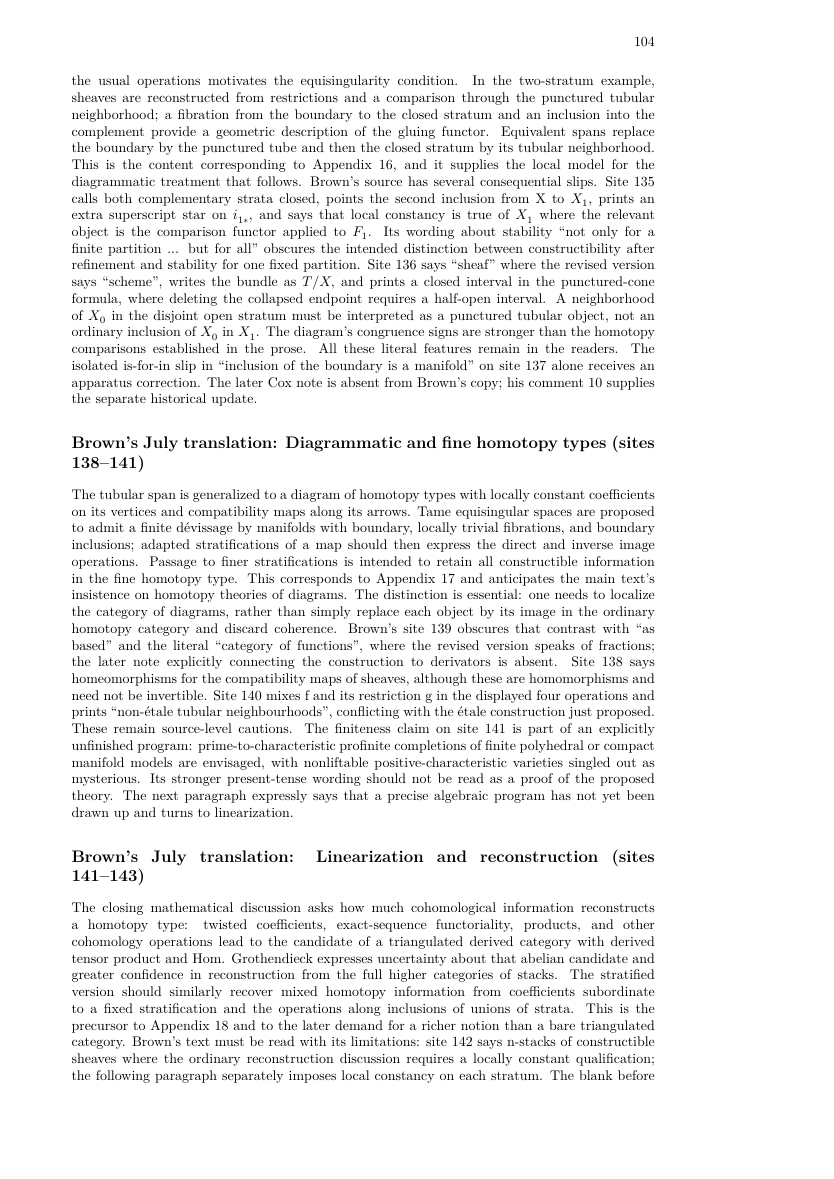 104
the usual operations motivates the equisingularity condition. In the two-stratum example,
sheaves are reconstructed from restrictions and a comparison through the punctured tubular
neighborhood; a fibration from the boundary to the closed stratum and an inclusion into the
complement provide a geometric description of the gluing functor. Equivalent spans replace
the boundary by the punctured tube and then the closed stratum by its tubular neighborhood.
This is the content corresponding to Appendix 16, and it supplies the local model for the
diagrammatic treatment that follows. Brown’s source has several consequential slips. Site 135
calls both complementary strata closed, points the second inclusion from X to $X_1$, prints an
extra superscript star on $i_{1*}$, and says that local constancy is true of $X_1$ where the relevant
object is the comparison functor applied to $F_1$. Its wording about stability “not only for a
finite partition ... but for all” obscures the intended distinction between constructibility after
refinement and stability for one fixed partition. Site 136 says “sheaf” where the revised version
says “scheme”, writes the bundle as $T/X$, and prints a closed interval in the punctured-cone
formula, where deleting the collapsed endpoint requires a half-open interval. A neighborhood
of $X_0$ in the disjoint open stratum must be interpreted as a punctured tubular object, not an
ordinary inclusion of $X_0$ in $X_1$. The diagram’s congruence signs are stronger than the homotopy
comparisons established in the prose. All these literal features remain in the readers. The
isolated is-for-in slip in “inclusion of the boundary is a manifold” on site 137 alone receives an
apparatus correction. The later Cox note is absent from Brown’s copy; his comment 10 supplies
the separate historical update.
Brown’s July translation: Diagrammatic and fine homotopy types (sites
138–141)
The tubular span is generalized to a diagram of homotopy types with locally constant coefficients
on its vertices and compatibility maps along its arrows. Tame equisingular spaces are proposed
to admit a finite dévissage by manifolds with boundary, locally trivial fibrations, and boundary
inclusions; adapted stratifications of a map should then express the direct and inverse image
operations. Passage to finer stratifications is intended to retain all constructible information
in the fine homotopy type. This corresponds to Appendix 17 and anticipates the main text’s
insistence on homotopy theories of diagrams. The distinction is essential: one needs to localize
the category of diagrams, rather than simply replace each object by its image in the ordinary
homotopy category and discard coherence. Brown’s site 139 obscures that contrast with “as
based” and the literal “category of functions”, where the revised version speaks of fractions;
the later note explicitly connecting the construction to derivators is absent. Site 138 says
homeomorphisms for the compatibility maps of sheaves, although these are homomorphisms and
need not be invertible. Site 140 mixes f and its restriction g in the displayed four operations and
prints “non-étale tubular neighbourhoods”, conflicting with the étale construction just proposed.
These remain source-level cautions. The finiteness claim on site 141 is part of an explicitly
unfinished program: prime-to-characteristic profinite completions of finite polyhedral or compact
manifold models are envisaged, with nonliftable positive-characteristic varieties singled out as
mysterious. Its stronger present-tense wording should not be read as a proof of the proposed
theory. The next paragraph expressly says that a precise algebraic program has not yet been
drawn up and turns to linearization.
Brown’s July translation: Linearization and reconstruction (sites
141–143)
The closing mathematical discussion asks how much cohomological information reconstructs
a homotopy type: twisted coefficients, exact-sequence functoriality, products, and other
cohomology operations lead to the candidate of a triangulated derived category with derived
tensor product and Hom. Grothendieck expresses uncertainty about that abelian candidate and
greater confidence in reconstruction from the full higher categories of stacks. The stratified
version should similarly recover mixed homotopy information from coefficients subordinate
to a fixed stratification and the operations along inclusions of unions of strata. This is the
precursor to Appendix 18 and to the later demand for a richer notion than a bare triangulated
category. Brown’s text must be read with its limitations: site 142 says n-stacks of constructible
sheaves where the ordinary reconstruction discussion requires a locally constant qualification;
the following paragraph separately imposes local constancy on each stratum. The blank before